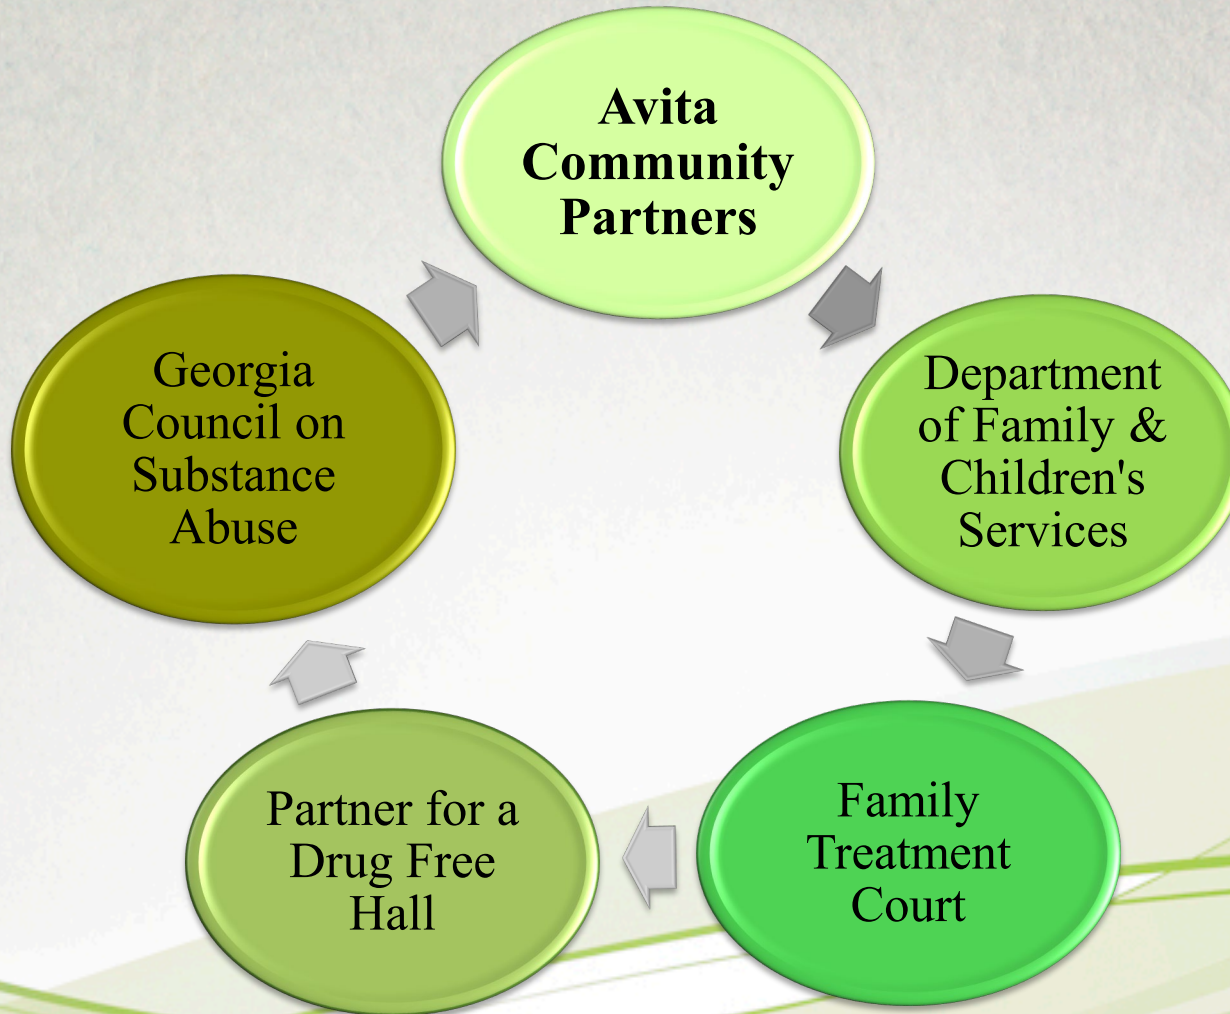 Avita
Community
Partners
Department
of Family &
Children's
Services
Family
Treatment
Court
Partner for a
Drug Free
Hall
Georgia
Council on
Substance
Abuse